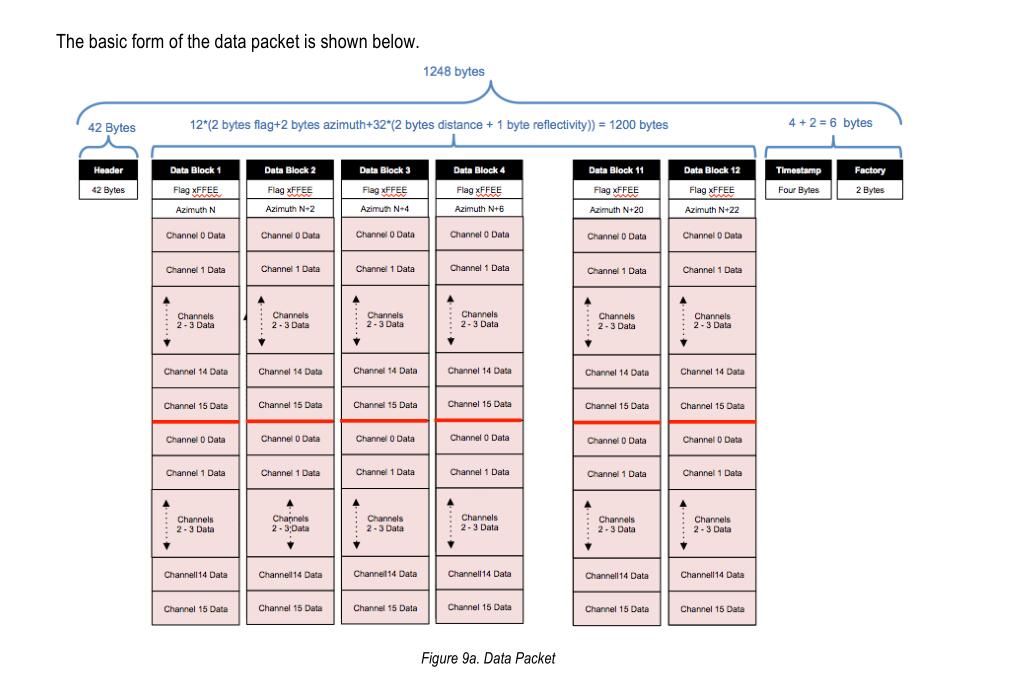 The basic form of the data packet is shown below.
1248 bytes
42 Bytes
12*(2 bytes flag+2 bytes azimuth+32*(2 bytes distance + 1 byte reflectivity)) = 1200 bytes
4 + 2 = 6 bytes
Header
42 Bytes
Data Block 1
Flag xFFEE
Azimuth N
Channel 0 Data
Channel 1 Data
Channels
2 - 3 Data
Channel 14 Data
Channel 15 Data
Channel 0 Data
Channel 1 Data
Channels
2 - 3 Data
Channell14 Data
Channel 15 Data
Data Block 2
Flag xFFEE
Azimuth N+2
Channel 0 Data
Channel 1 Data
Channels
2 - 3 Data
Channel 14 Data
Channel 15 Data
Channel 0 Data
Channel 1 Data
Channels
2 - 3 Data
Channell14 Data
Channel 15 Data
Data Block 3
Flag xFFEE
Azimuth N+4
Channel 0 Data
Channel 1 Data
Channels
2 - 3 Data
Channel 14 Data
Channel 15 Data
Channel 0 Data
Channel 1 Data
Channels
2 - 3 Data
Channell14 Data
Channel 15 Data
Data Block 4
Flag xFFEE
Azimuth N+6
Channel 0 Data
Channel 1 Data
Channels
2 - 3 Data
Channel 14 Data
Channel 15 Data
Channel 0 Data
Channel 1 Data
Channels
2 - 3 Data
Channell14 Data
Channel 15 Data
Data Block 11
Flag xFFEE
Azimuth N+20
Channel 0 Data
Channel 1 Data
Channels
2 - 3 Data
Channel 14 Data
Channel 15 Data
Channel 0 Data
Channel 1 Data
Channels
2 - 3 Data
Channell14 Data
Channel 15 Data
Data Block 12
Flag xFFEE
Azimuth N+22
Channel 0 Data
Channel 1 Data
Channels
2 - 3 Data
Channel 14 Data
Channel 15 Data
Channel 0 Data
Channel 1 Data
Channels
2 - 3 Data
Channell14 Data
Channel 15 Data
Timestamp
Four Bytes
Factory
2 Bytes
Figure 9a. Data Packet